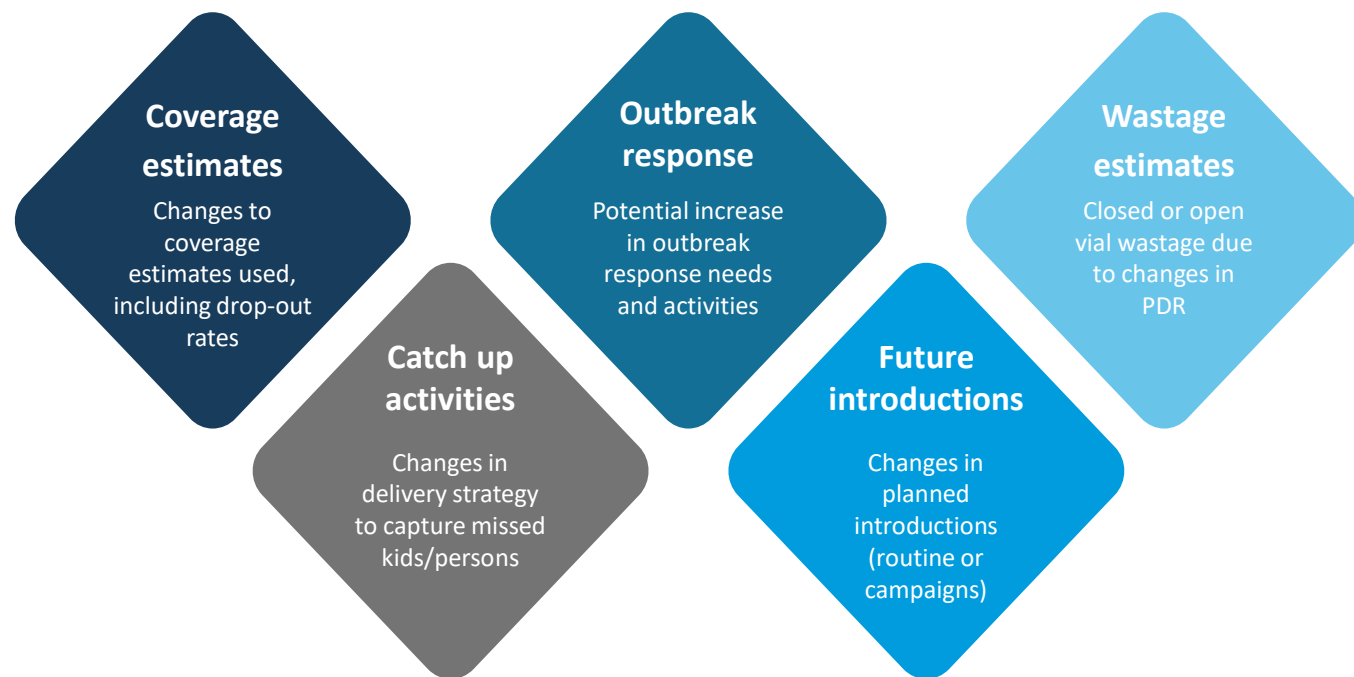 Coverage
estimates
Changes to
coverage
estimates used,
including drop-out
rates
Catch up
activities
Changes in
delivery strategy
to capture missed
kids/persons
Outbreak
response
Potential increase
in outbreak
response needs
and activities
Future
introductions
Changes in
planned
introductions
(routine or
campaigns)
Wastage
estimates
Closed or open
vial wastage due
to changes in
PDR